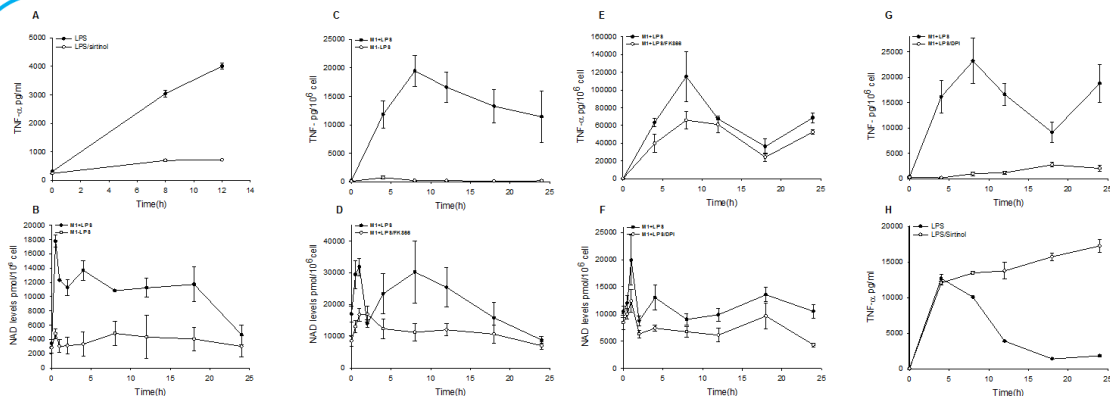 A
LPS
LPS/sirtinol
TNF-α pg/ml
6000
5000
4000
3000
2000
1000
0
0 2 4 6 8 10 12 14
Time(h)
B
M1+LPS
M1-LPS
NAD levels pmol/10⁶ cell
20000
18000
16000
14000
12000
10000
8000
6000
4000
2000
0
0 5 10 15 20 25
Time(h)
C
M1+LPS
M1-LPS
TNF- pg/10⁶ cell
25000
20000
15000
10000
5000
0
0 5 10 15 20 25
Time(h)
D
M1+LPS
M1+LPS/FK866
NAD levels pmol/10⁶ cell
50000
40000
30000
20000
10000
0
0 5 10 15 20 25
Time(h)
E
M1+LPS
M1+LPS/FK866
TNF-α pg/10⁶ cell
160000
140000
120000
100000
80000
60000
40000
20000
0
0 5 10 15 20 25
Time(h)
F
M1+LPS
M1+LPS/DPI
NAD levels pmol/10⁶ cell
25000
20000
15000
10000
5000
0
0 5 10 15 20 25
Time(h)
G
M1+LPS
M1+LPS/DPI
TNF- pg/10⁶ cell
30000
25000
20000
15000
10000
5000
0
0 5 10 15 20 25
Time(h)
H
LPS
LPS/Sirtinol
TNF-α, pg/ml
20000
15000
10000
5000
0
0 5 10 15 20 25
Time(h)